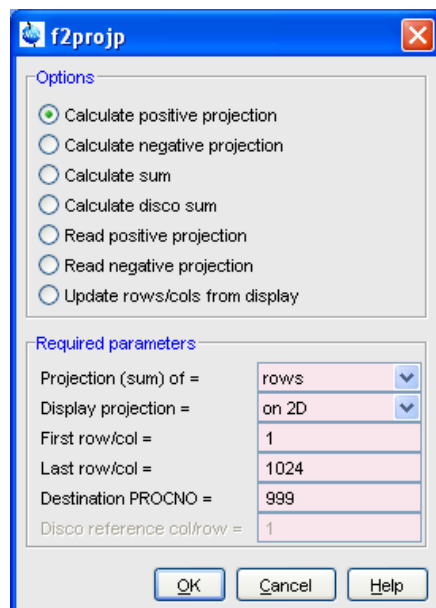 f2projp
Options
Calculate positive projection
Calculate negative projection
Calculate sum
Calculate disco sum
Read positive projection
Read negative projection
Update rows/cols from display
Required parameters
Projection (sum) of = rows
Display projection = on 2D
First row/col = 1
Last row/col = 1024
Destination PROCNO = 999
Disco reference col/row = 1
OK Cancel Help